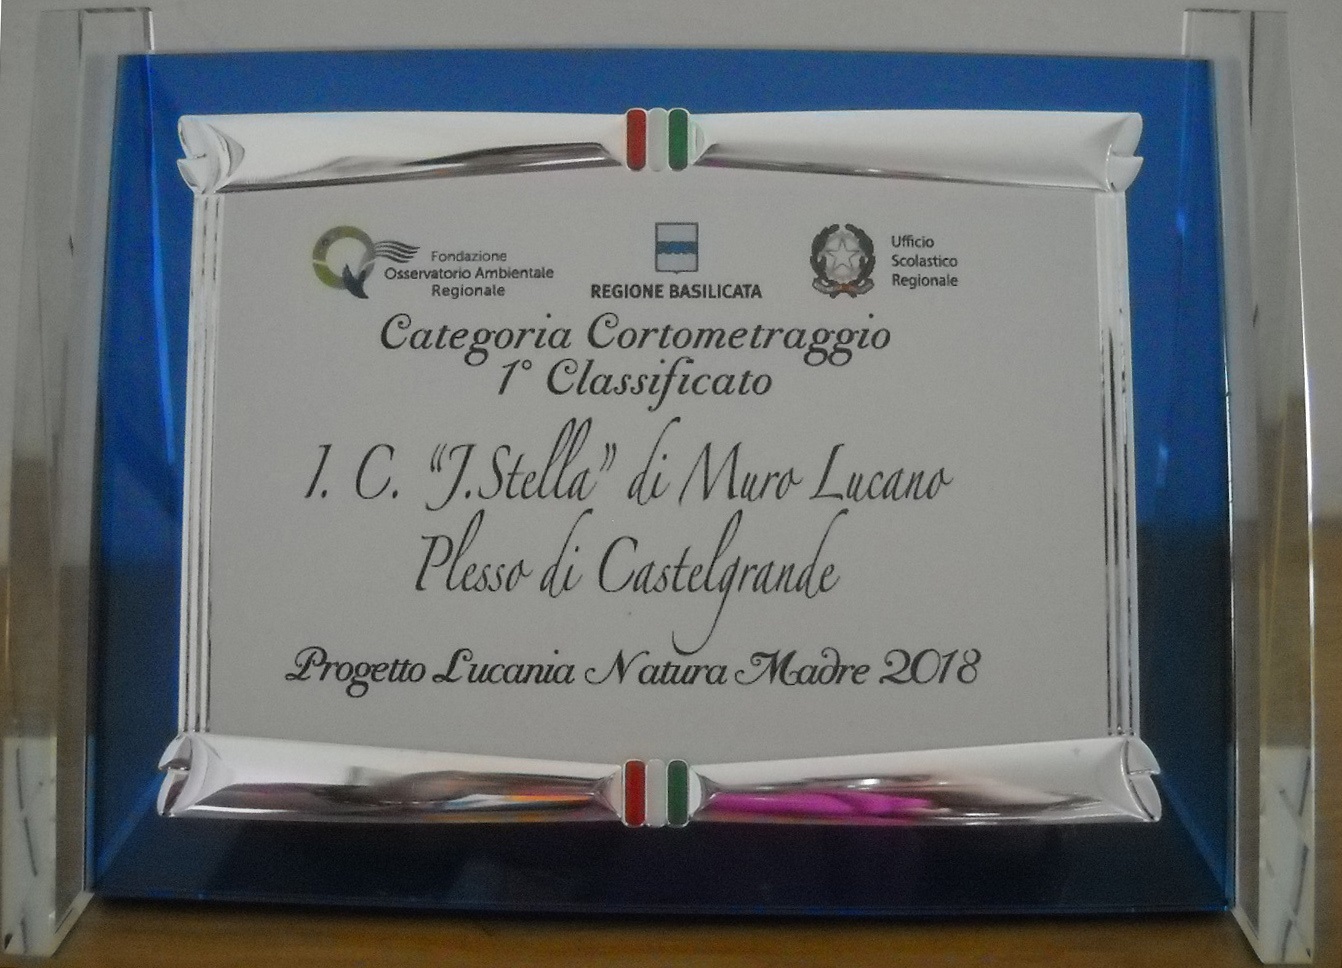 Fondazione
Osservatorio Ambientale
Regionale
REGIONE BASILICATA
Ufficio
Scolastico
Regionale
Categoria Cortometraggio
1° Classificato
I. C. “J.Stella” di Muro Lucano
Plesso di Castelgrande
Progetto Lucania Natura Madre 2018